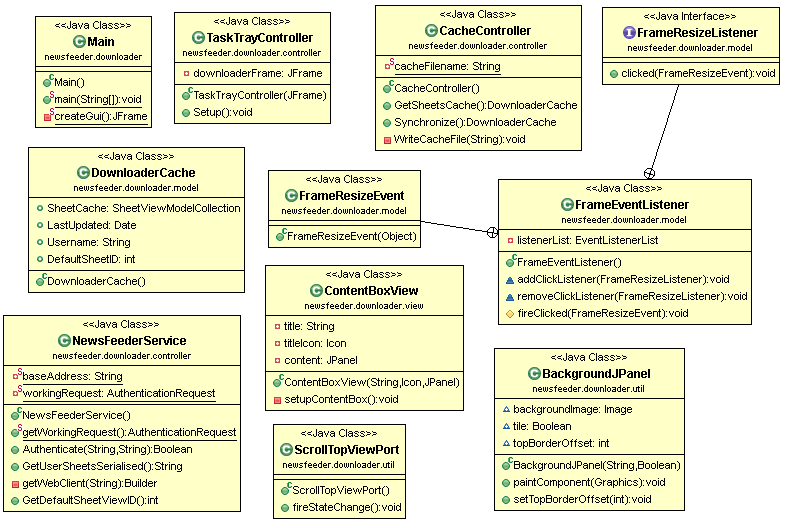 <<Java Class>>
Main
newsfeeder.downloader
Main()
main(String[]):void
createGui():JFrame
<<Java Class>>
TaskTrayController
newsfeeder.downloader.controller
downloaderFrame: JFrame
TaskTrayController(JFrame)
Setup():void
<<Java Class>>
CacheController
newsfeeder.downloader.controller
cacheFilename: String
CacheController()
GetSheetsCache():DownloaderCache
Synchronize():DownloaderCache
WriteCacheFile(String):void
<<Java Interface>>
FrameResizeListener
newsfeeder.downloader.model
clicked(FrameResizeEvent):void
<<Java Class>>
DownloaderCache
newsfeeder.downloader.model
SheetCache: SheetViewModelCollection
LastUpdated: Date
Username: String
DefaultSheetID: int
DownloaderCache()
<<Java Class>>
FrameResizeEvent
newsfeeder.downloader.model
FrameResizeEvent(Object)
<<Java Class>>
FrameEventListener
newsfeeder.downloader.model
listenerList: EventListenerList
FrameEventListener()
addClickListener(FrameResizeListener):void
removeClickListener(FrameResizeListener):void
fireClicked(FrameResizeEvent):void
<<Java Class>>
ContentBoxView
newsfeeder.downloader.view
title: String
titleIcon: Icon
content: JPanel
ContentBoxView(String,Icon,JPanel)
setupContentBox():void
<<Java Class>>
NewsFeederService
newsfeeder.downloader.controller
baseAddress: String
workingRequest: AuthenticationRequest
NewsFeederService()
getWorkingRequest():AuthenticationRequest
Authenticate(String,String):Boolean
GetUserSheetsSerialised():String
getWebClient(String):Builder
GetDefaultSheetViewID():int
<<Java Class>>
ScrollTopViewPort
newsfeeder.downloader.util
ScrollTopViewPort()
fireStateChange():void
<<Java Class>>
BackgroundJPanel
newsfeeder.downloader.util
backgroundImage: Image
tile: Boolean
topBorderOffset: int
BackgroundJPanel(String,Boolean)
paintComponent(Graphics):void
setTopBorderOffset(int):void